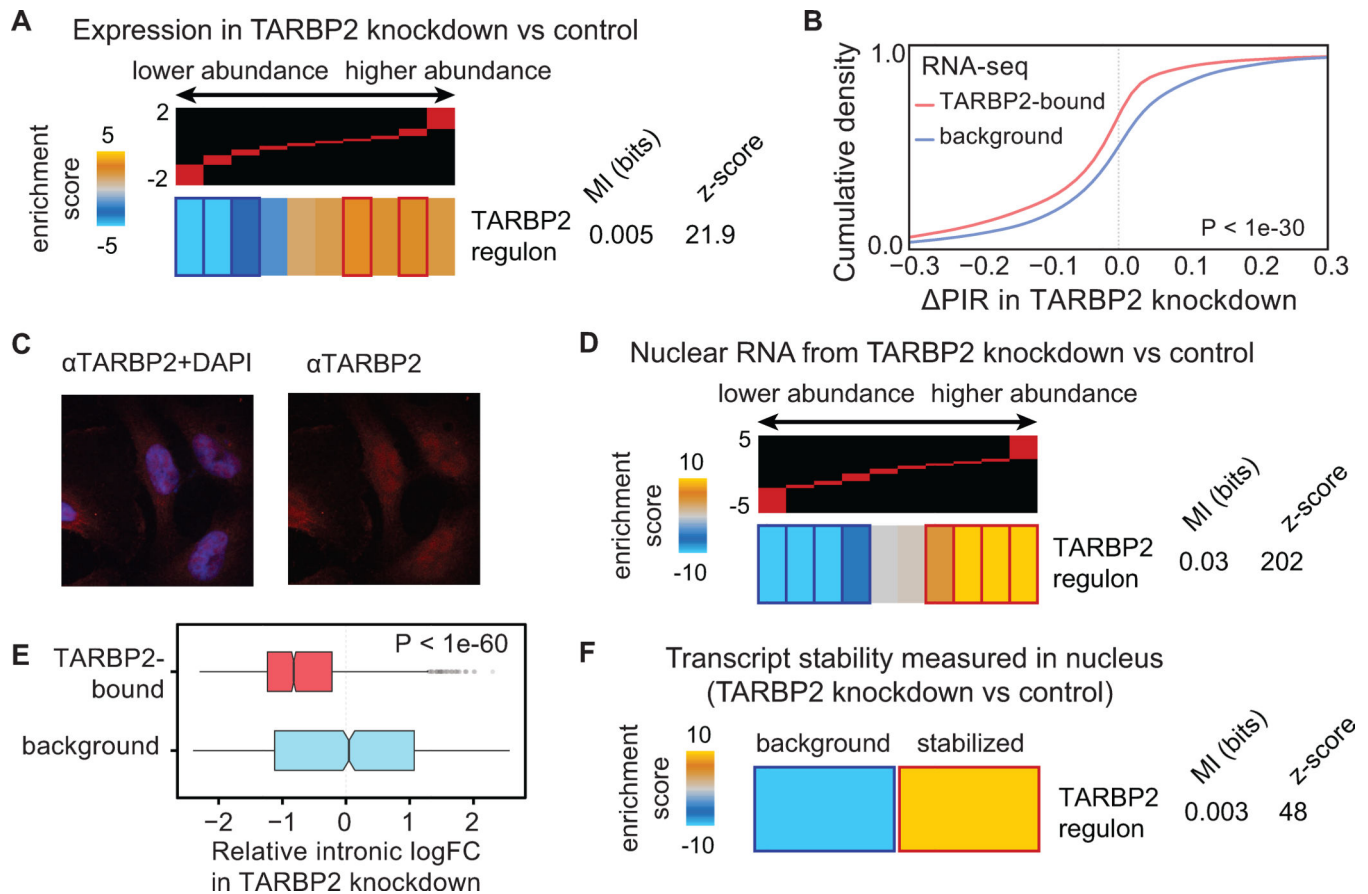 A
Expression in TARBP2 knockdown vs control
lower abundance higher abundance
2
-2
5
-5
enrichment
score
TARBP2
regulon
MI (bits)
0.005
z-score
21.9
B
Cumulative density
1.0
0.0
RNA-seq
TARBP2-bound
background
P < 1e-30
−0.3 −0.1 0.0 0.1 0.2 0.3
ΔPIR in TARBP2 knockdown
C
αTARBP2+DAPI
αTARBP2
D
Nuclear RNA from TARBP2 knockdown vs control
lower abundance higher abundance
5
-5
10
-10
enrichment
score
TARBP2
regulon
MI (bits)
0.03
z-score
202
E
TARBP2-
bound
background
P < 1e-60
−2 −1 0 1 2
Relative intronic logFC
in TARBP2 knockdown
F
Transcript stability measured in nucleus
(TARBP2 knockdown vs control)
10
-10
enrichment
score
background stabilized
TARBP2
regulon
MI (bits)
0.003
z-score
48